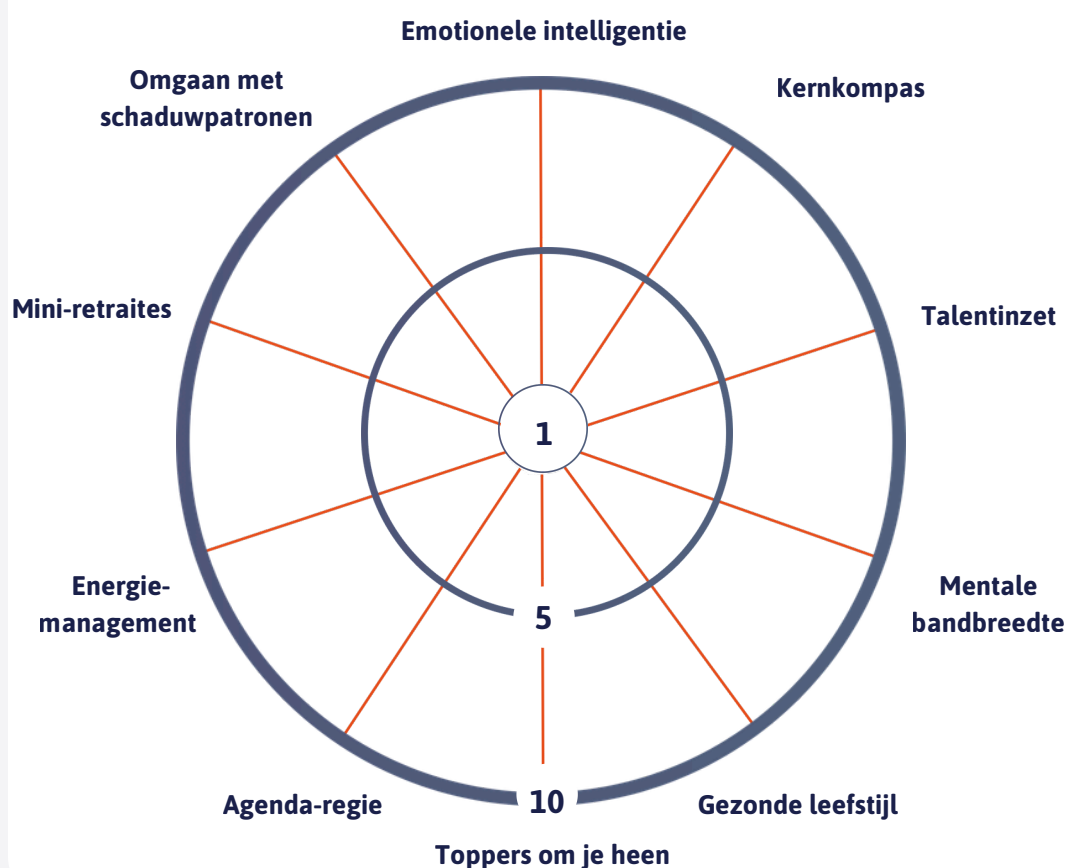 Emotionele intelligentie
Omgaan met
schaduwpatronen
Kernkompas
Mini-retraites
Talentinzet
1
Energie-
management
Mentale
bandbreedte
5
Agenda-regie
10
Gezonde leefstijl
Toppers om je heen